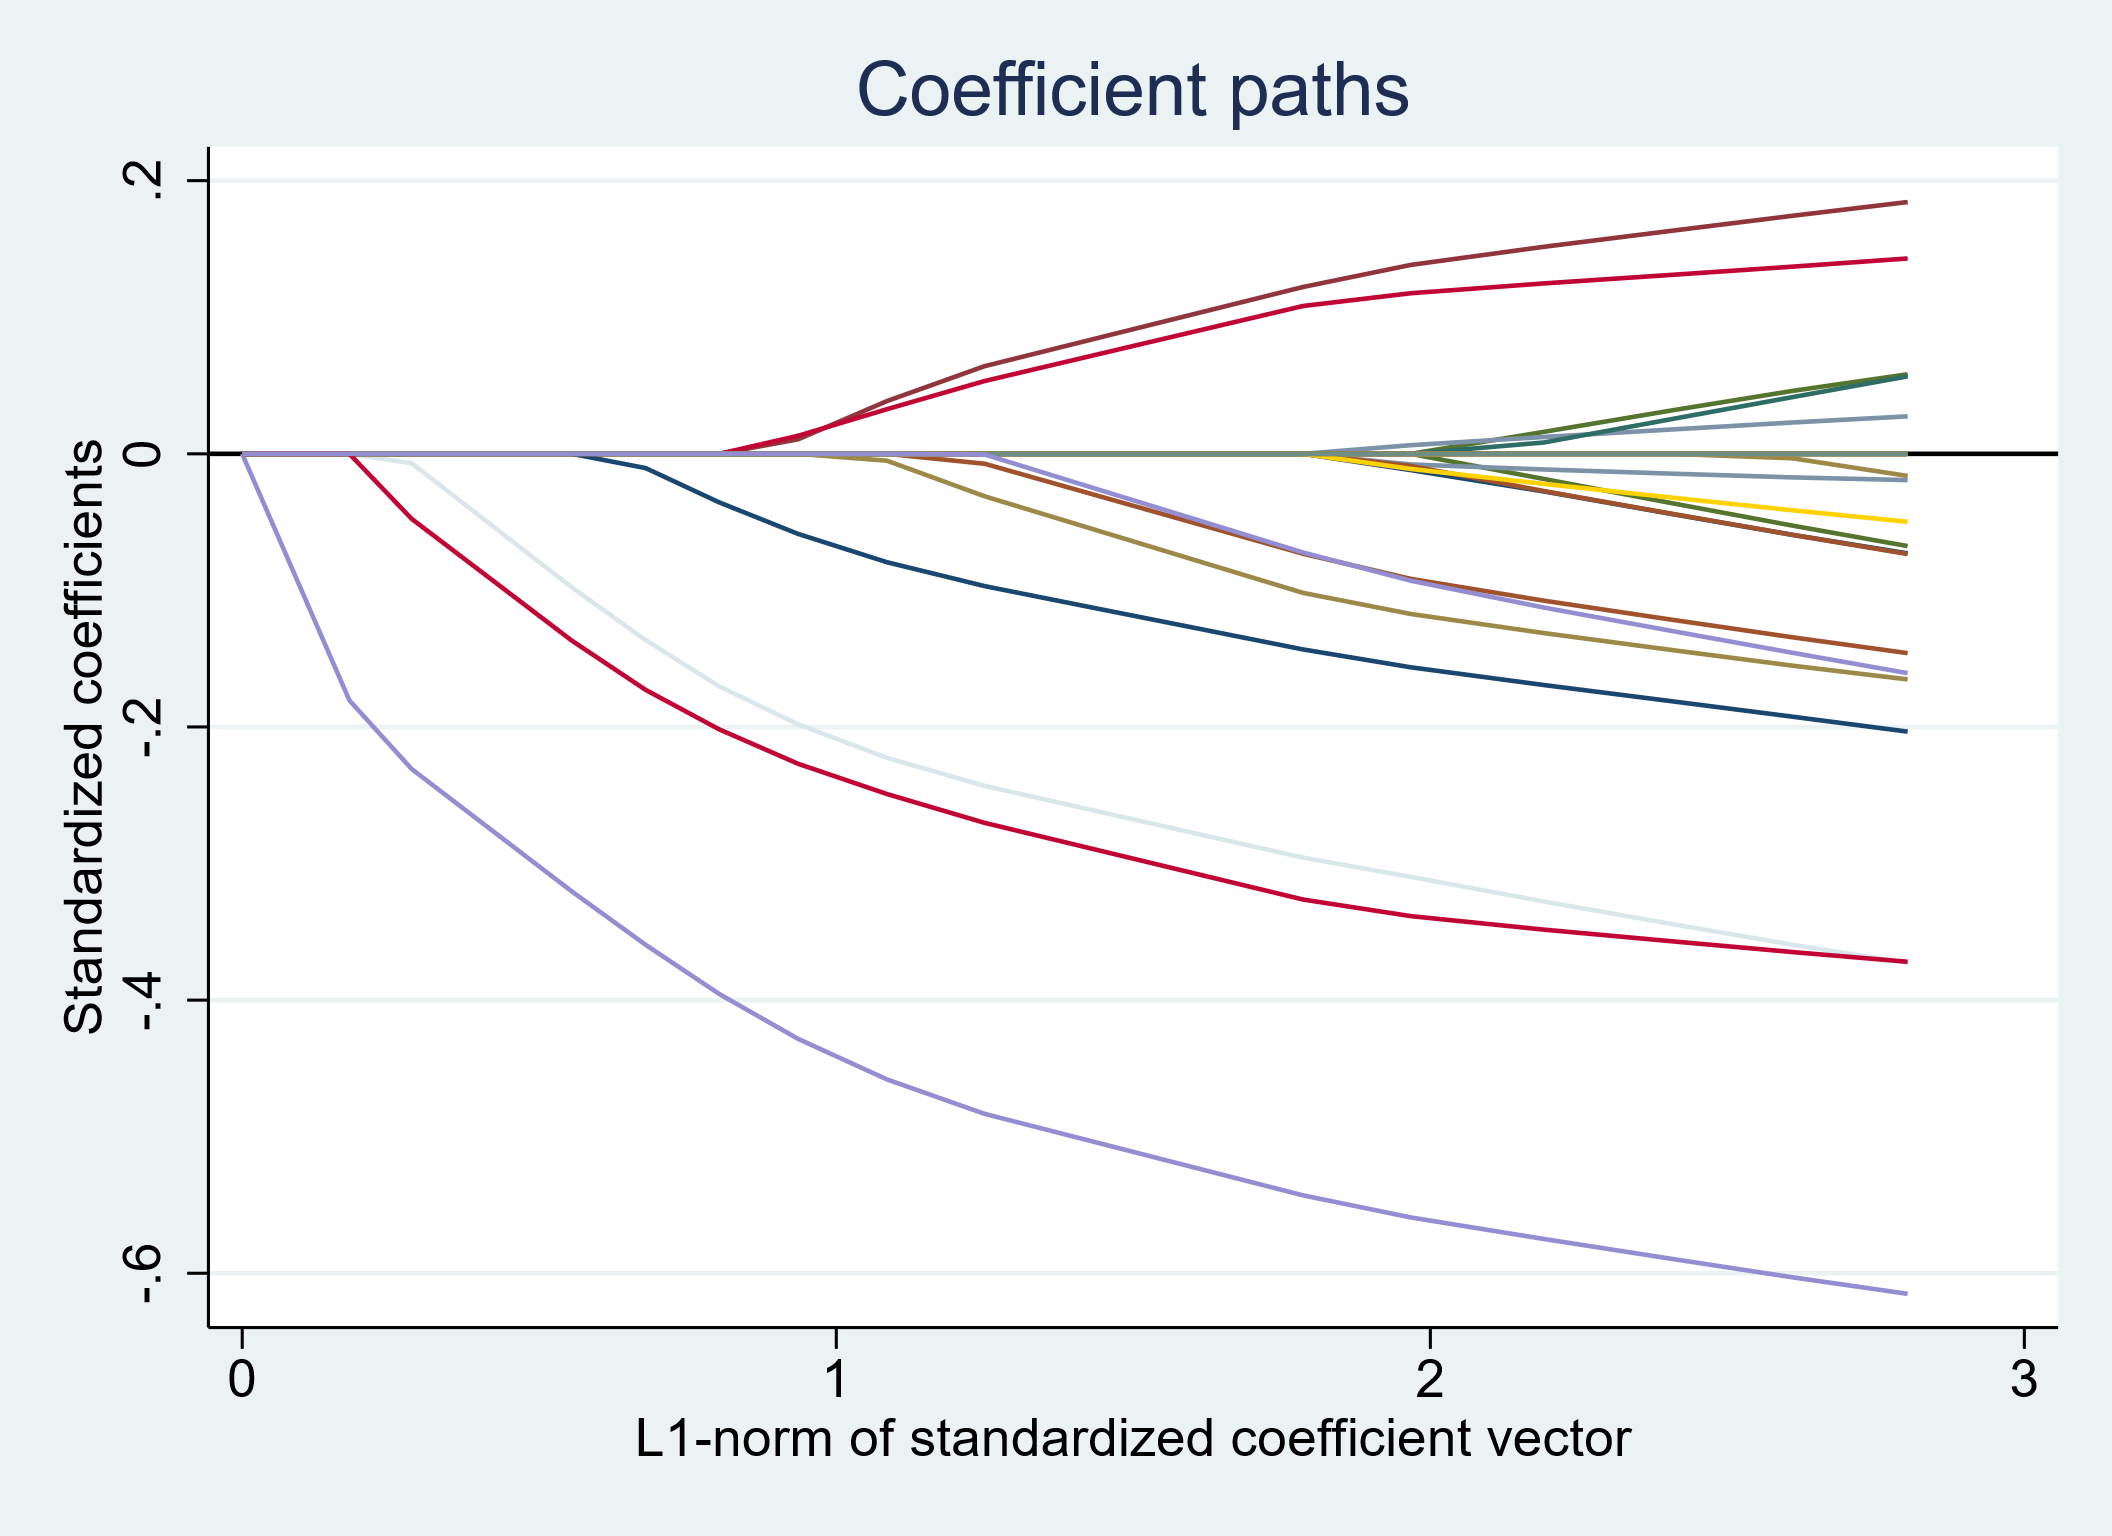 Coefficient paths
Standardized coefficients
.2
0
-.2
-.4
-.6
0 1 2 3
L1-norm of standardized coefficient vector